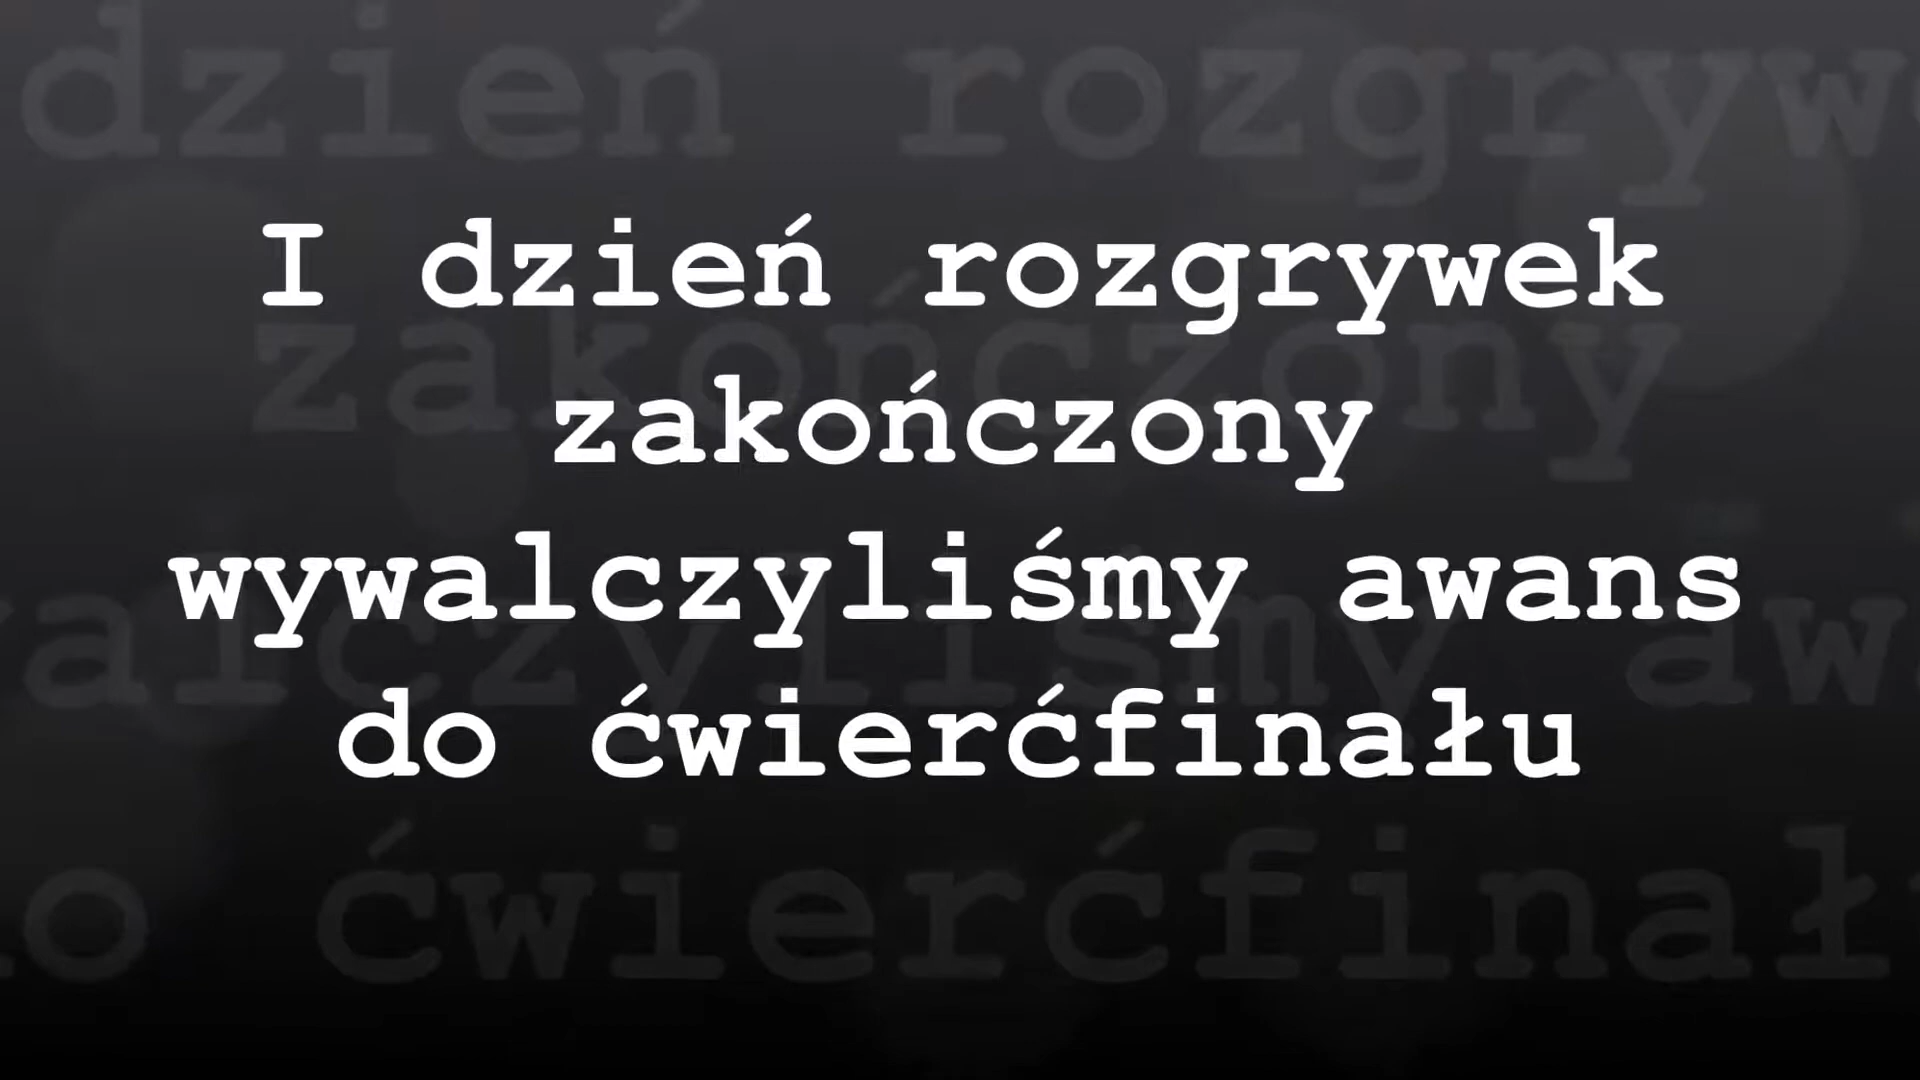 I dzień rozgrywek
zakończony
wywalczyliśmy awans
do ćwierćfinału